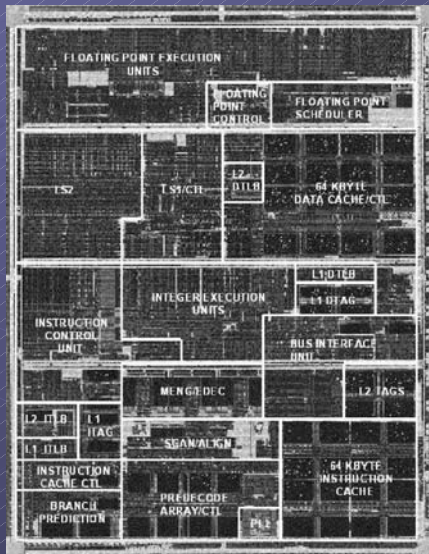 FLOATING POINT EXECUTION
UNITS
FLOATING
POINT
CONTROL
FLOATING POINT
SCHEDULER
LS2
LS1/CTL
L2
DTLB
64 KBYTE
DATA CACHE/CTL
L1 DTLB
L1 DTAG
INTEGER EXECUTION
UNITS
INSTRUCTION
CONTROL
UNIT
BUS INTERFACE
UNIT
MENG/EDEC
L2 TAGS
L2 ITLB
L1
ITAG
L1 ITLB
SCAN/ALIGN
INSTRUCTION
CACHE CTL
64 KBYTE
INSTRUCTION
CACHE
PREDECODE
ARRAY/CTL
BRANCH
PREDICTION